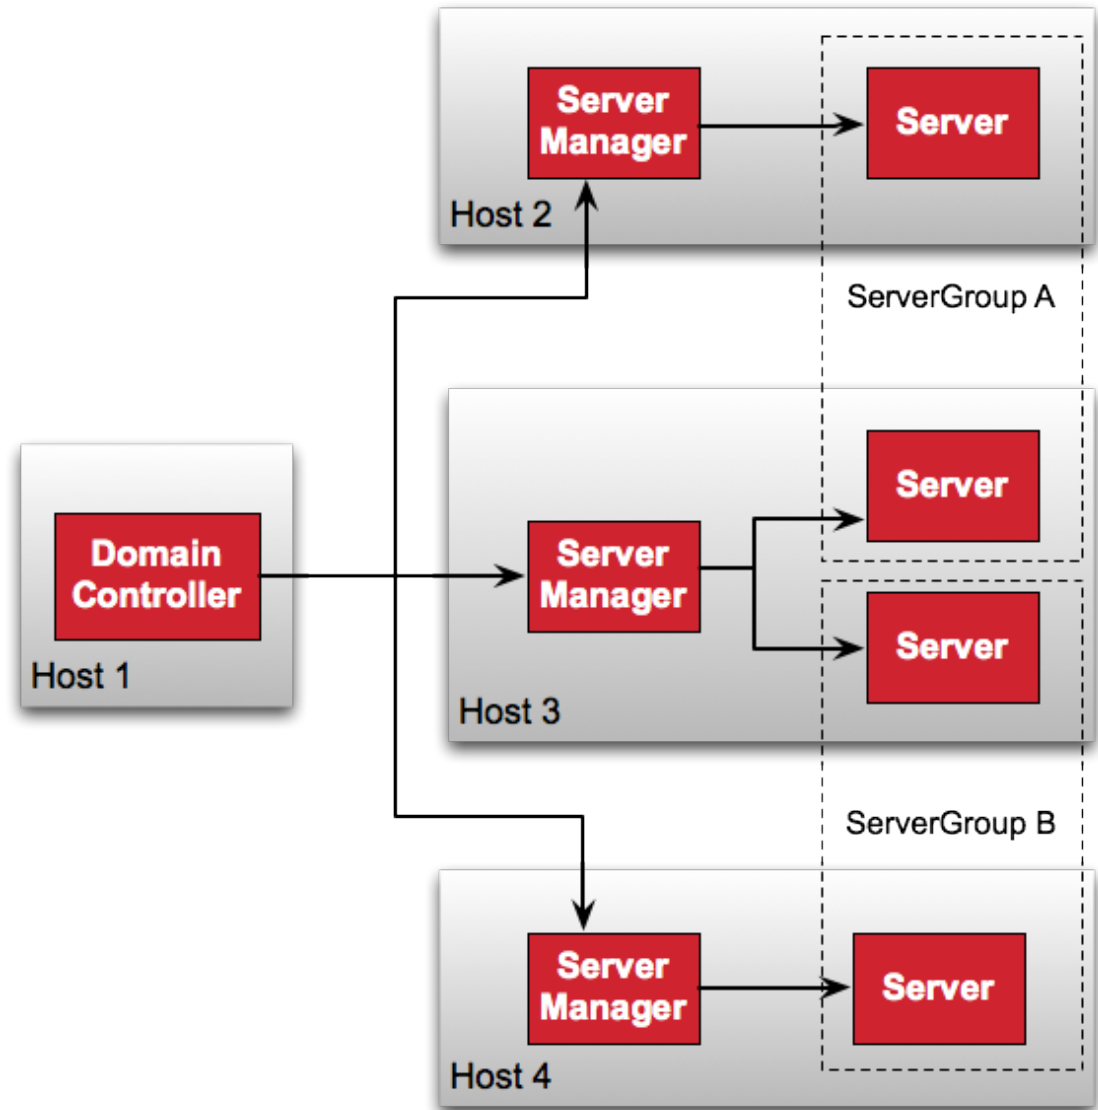 Server
Manager
Server
Host 2
ServerGroup A
Server
Domain
Controller
Server
Manager
Server
Host 1
Host 3
ServerGroup B
Server
Manager
Server
Host 4